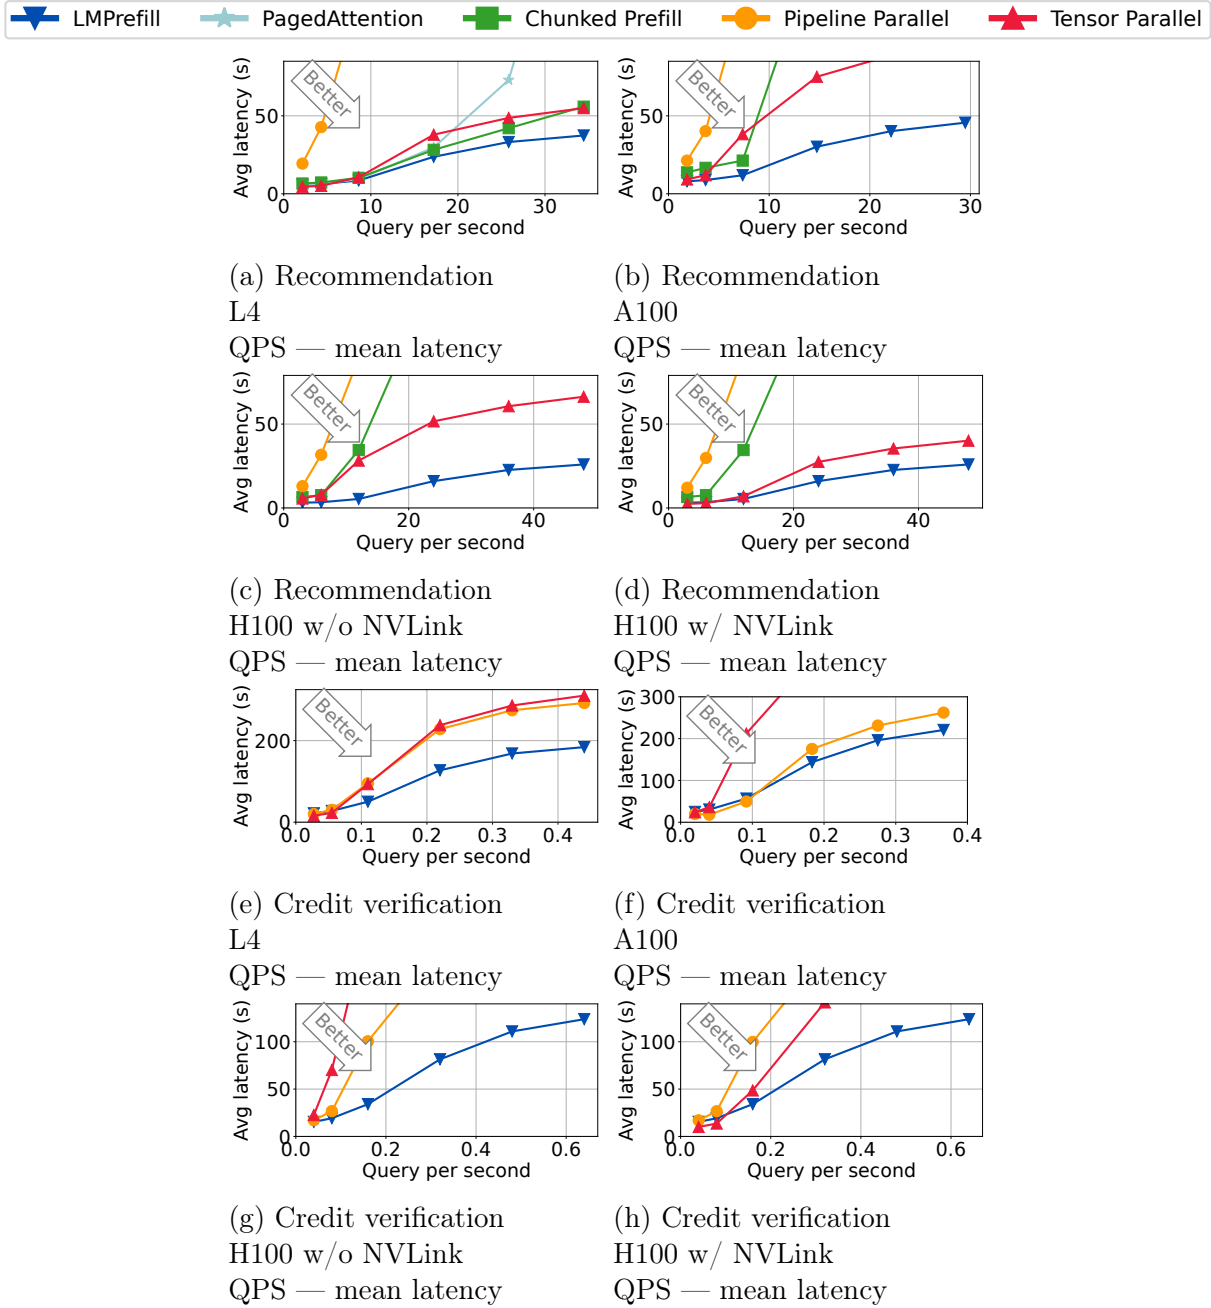 LMPrefill PagedAttention Chunked Prefill Pipeline Parallel Tensor Parallel
Avg latency (s)
50
0
Better
0 10 20 30
Query per second
Avg latency (s)
50
0
Better
0 10 20 30
Query per second
(a) Recommendation
L4
QPS — mean latency
(b) Recommendation
A100
QPS — mean latency
Avg latency (s)
50
0
Better
0 20 40
Query per second
Avg latency (s)
50
0
Better
0 20 40
Query per second
(c) Recommendation
H100 w/o NVLink
QPS — mean latency
(d) Recommendation
H100 w/ NVLink
QPS — mean latency
Avg latency (s)
200
0
Better
0.0 0.1 0.2 0.3 0.4
Query per second
Avg latency (s)
300
200
100
0
Better
0.0 0.1 0.2 0.3 0.4
Query per second
(e) Credit verification
L4
QPS — mean latency
(f) Credit verification
A100
QPS — mean latency
Avg latency (s)
100
50
0
Better
0.0 0.2 0.4 0.6
Query per second
Avg latency (s)
100
50
0
Better
0.0 0.2 0.4 0.6
Query per second
(g) Credit verification
H100 w/o NVLink
QPS — mean latency
(h) Credit verification
H100 w/ NVLink
QPS — mean latency